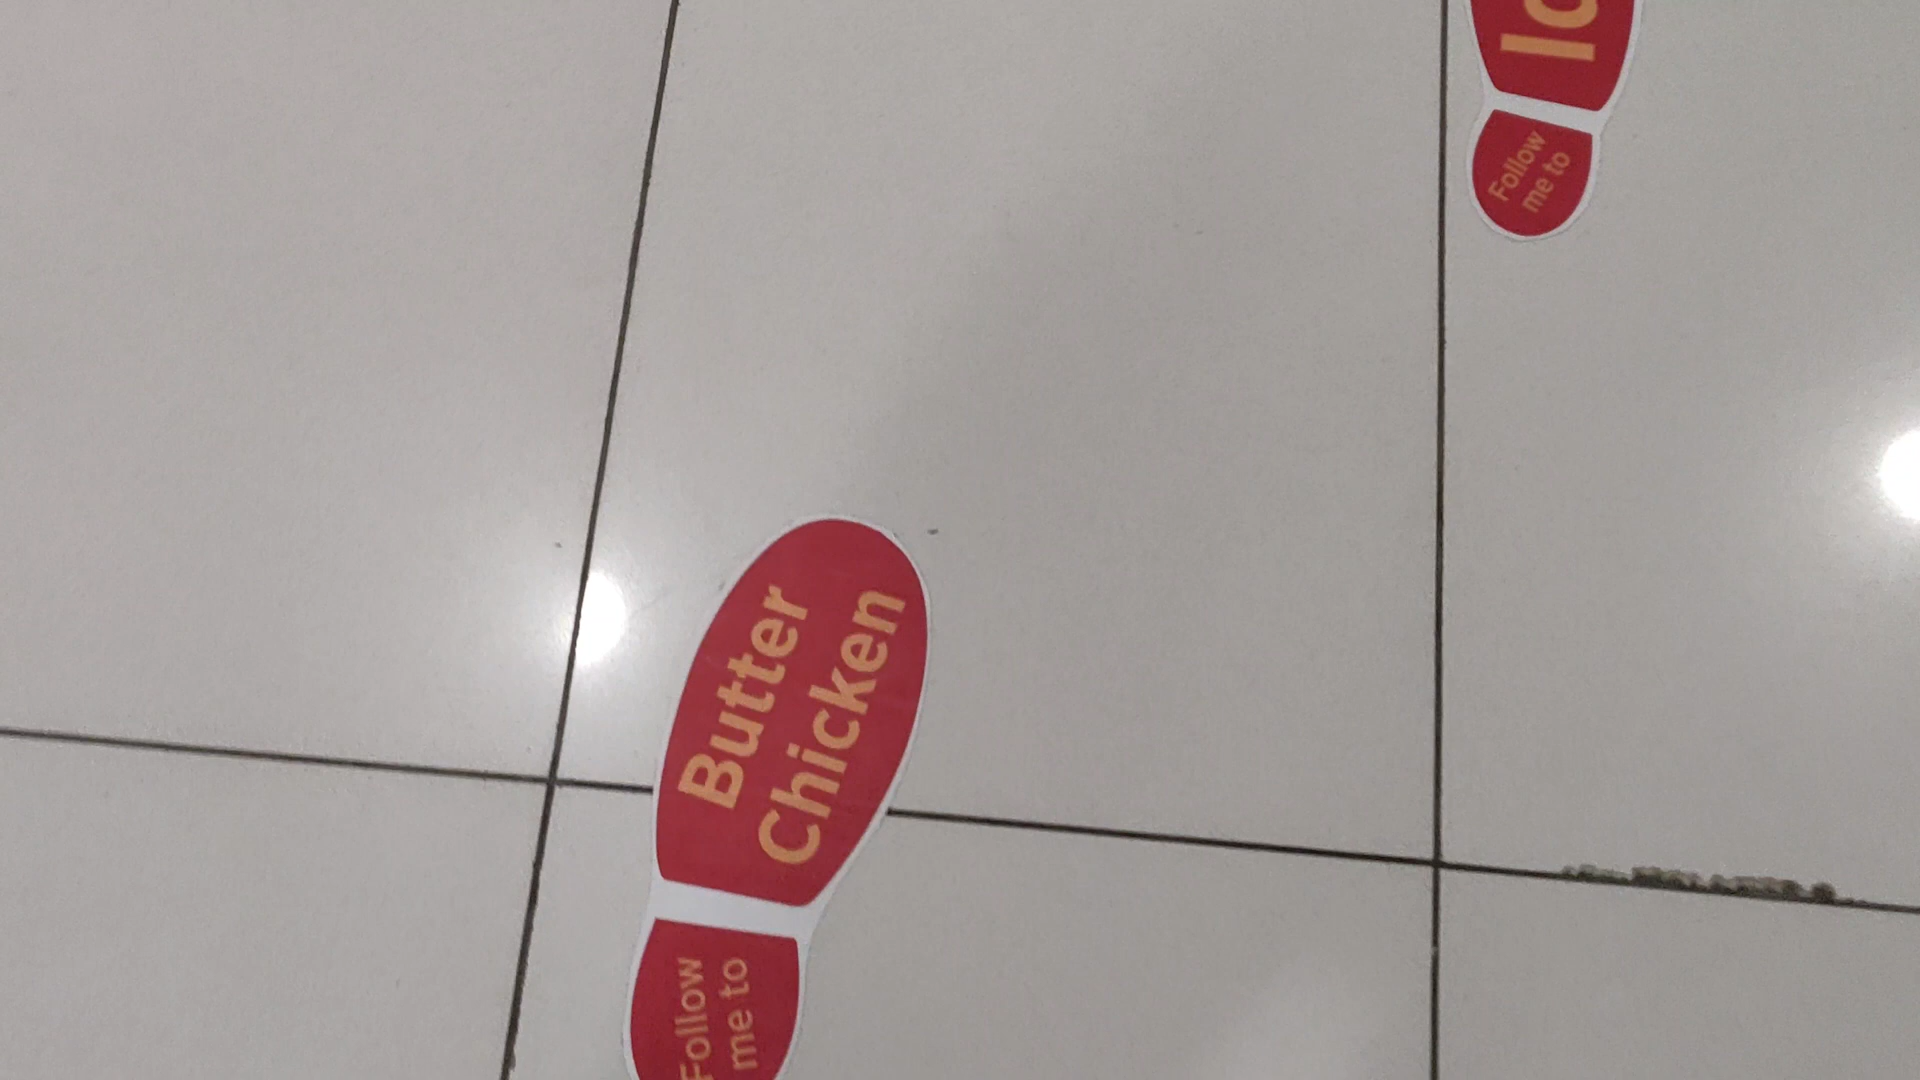 Follow
me to
Butter
Chicken
Follow
me to